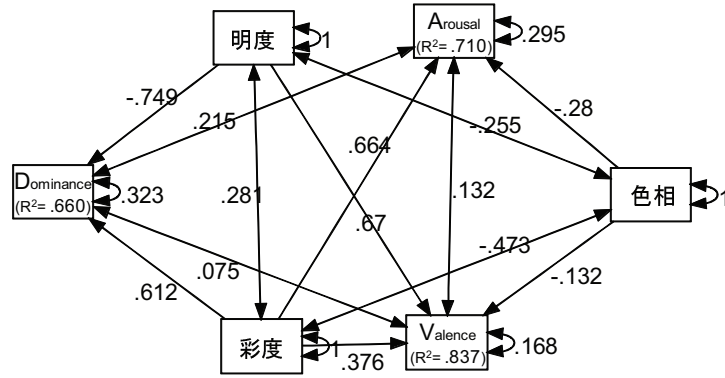 明度
1
Arousal
(R²= .710)
.295
-.749
.215
.664
-.255
-.28
Dominance
(R²= .660)
.323
.281
.67
.132
色相
1
.612
.075
-.473
-.132
彩度
1
.376
Valence
(R²= .837)
.168